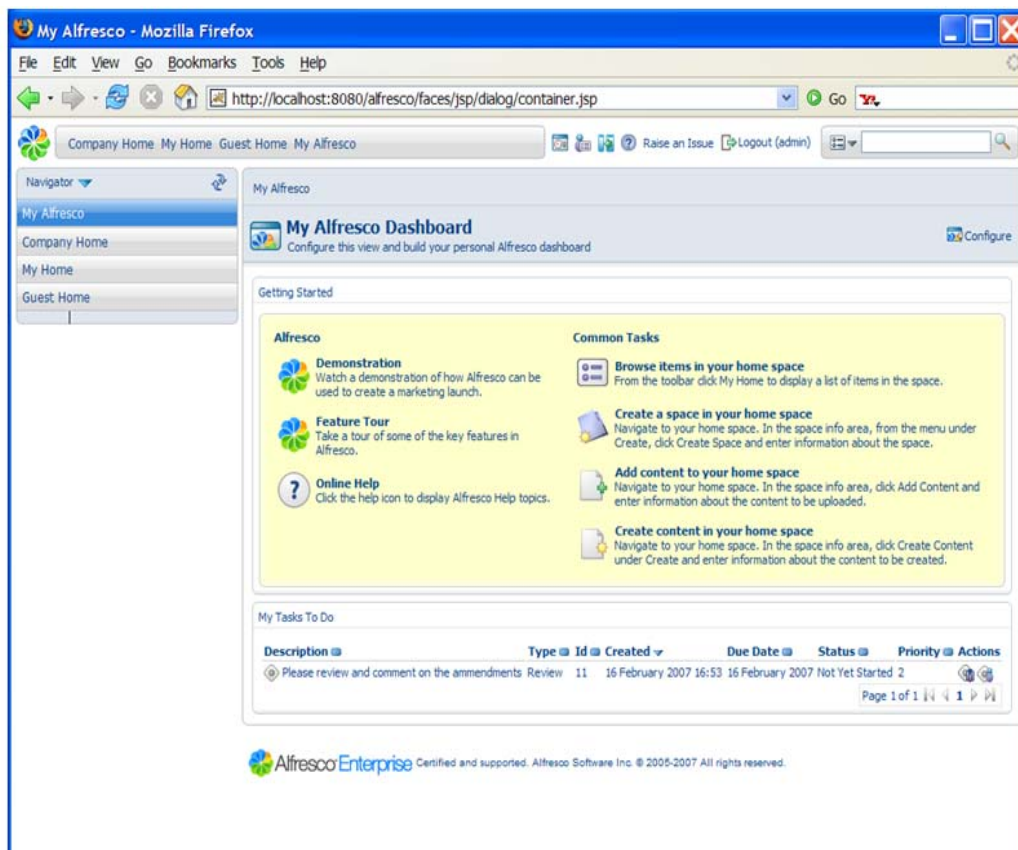 My Alfresco - Mozilla Firefox
File Edit View Go Bookmarks Tools Help
http://localhost:8080/alfresco/faces/jsp/dialog/container.jsp Go
Company Home My Home Guest Home My Alfresco Raise an Issue Logout (admin)
Navigator
My Alfresco
Company Home
My Home
Guest Home
My Alfresco
My Alfresco Dashboard
Configure this view and build your personal Alfresco dashboard
Configure
Getting Started
Alfresco
Demonstration
Watch a demonstration of how Alfresco can be
used to create a marketing launch.
Feature Tour
Take a tour of some of the key features in
Alfresco.
Online Help
Click the help icon to display Alfresco Help topics.
Common Tasks
Browse items in your home space
From the toolbar click My Home to display a list of items in the space.
Create a space in your home space
Navigate to your home space. In the space info area, from the menu under
Create, click Create Space and enter information about the space.
Add content to your home space
Navigate to your home space. In the space info area, click Add Content and
enter information about the content to be uploaded.
Create content in your home space
Navigate to your home space. In the space info area, click Create Content
under Create and enter information about the content to be created.
My Tasks To Do
Description Type Id Created Due Date Status Priority Actions
Please review and comment on the ammendments Review 11 16 February 2007 16:53 16 February 2007 Not Yet Started 2
Page 1 of 1 1
Alfresco Enterprise Certified and supported. Alfresco Software Inc. © 2005-2007 All rights reserved.